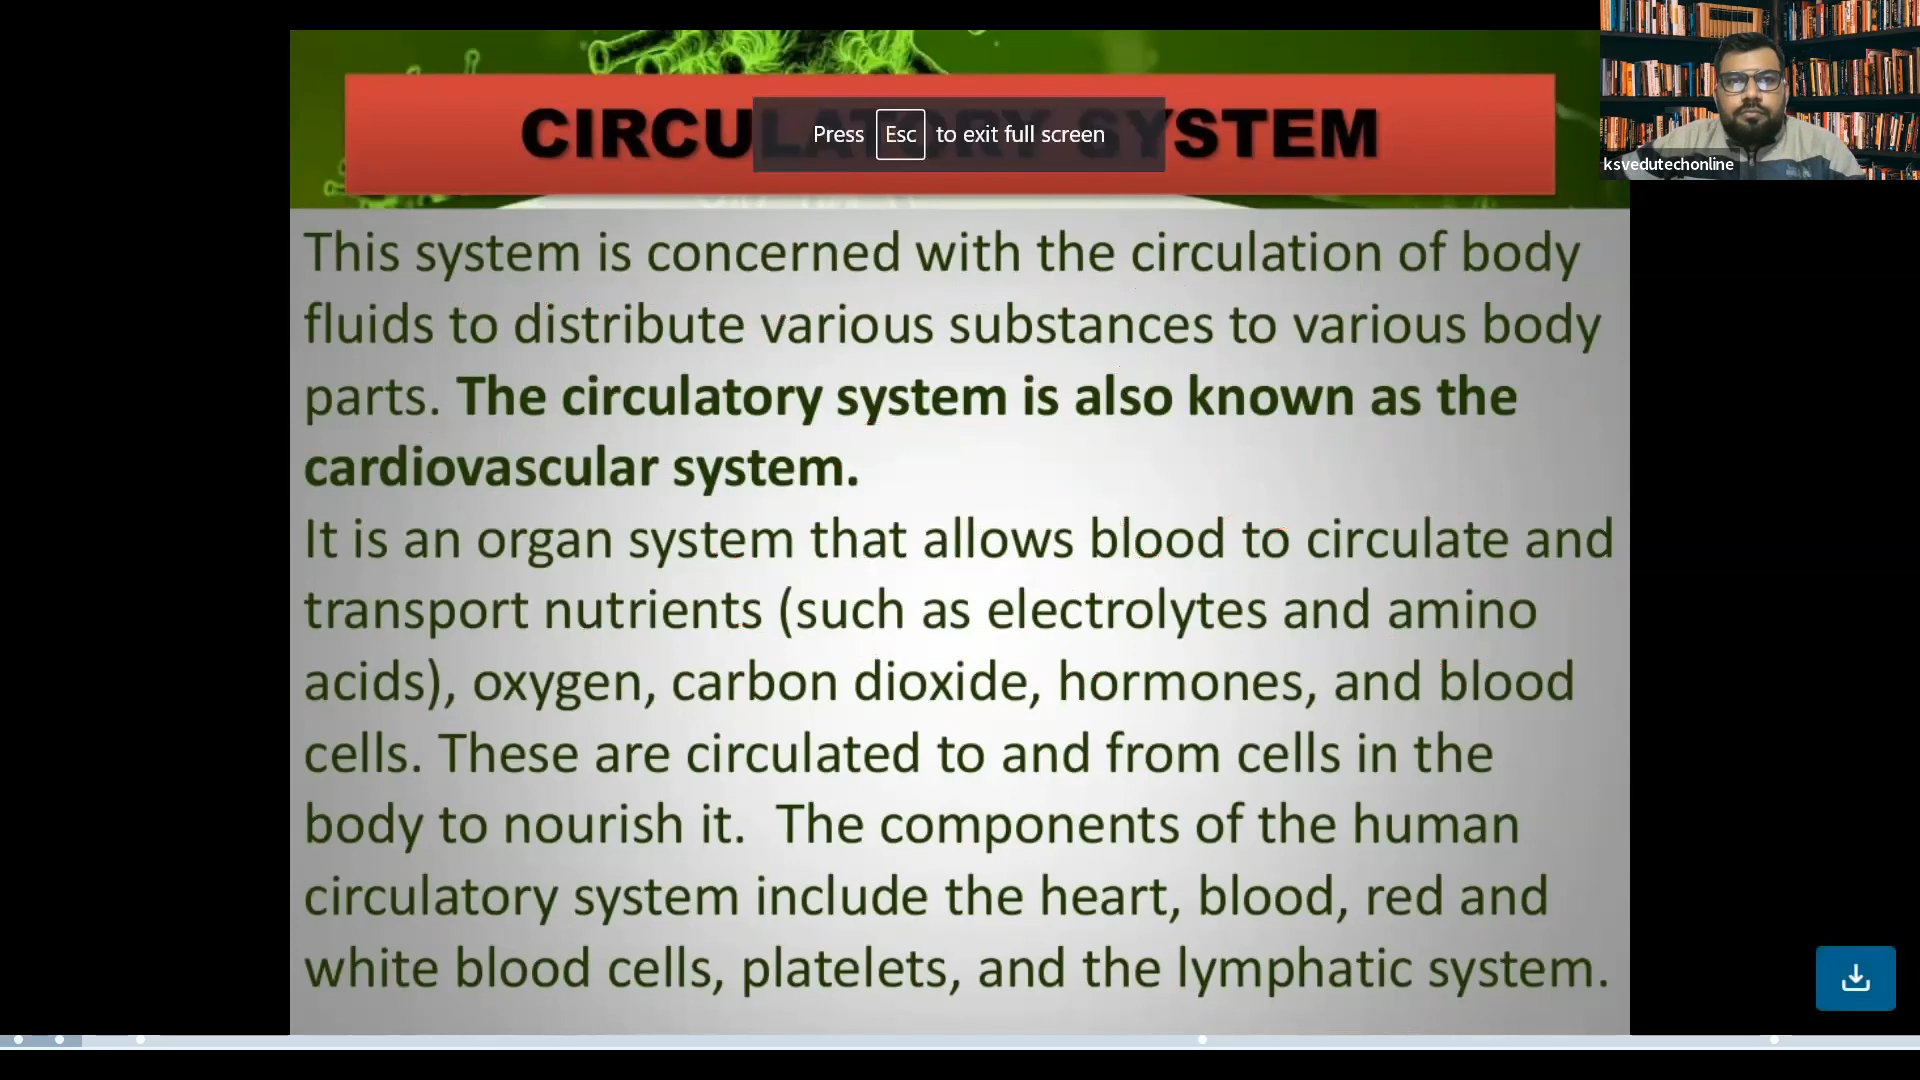 CIRCULATORY SYSTEM
Press Esc to exit full screen
ksvedutechonline
This system is concerned with the circulation of body
fluids to distribute various substances to various body
parts. The circulatory system is also known as the
cardiovascular system.
It is an organ system that allows blood to circulate and
transport nutrients (such as electrolytes and amino
acids), oxygen, carbon dioxide, hormones, and blood
cells. These are circulated to and from cells in the
body to nourish it.  The components of the human
circulatory system include the heart, blood, red and
white blood cells, platelets, and the lymphatic system.